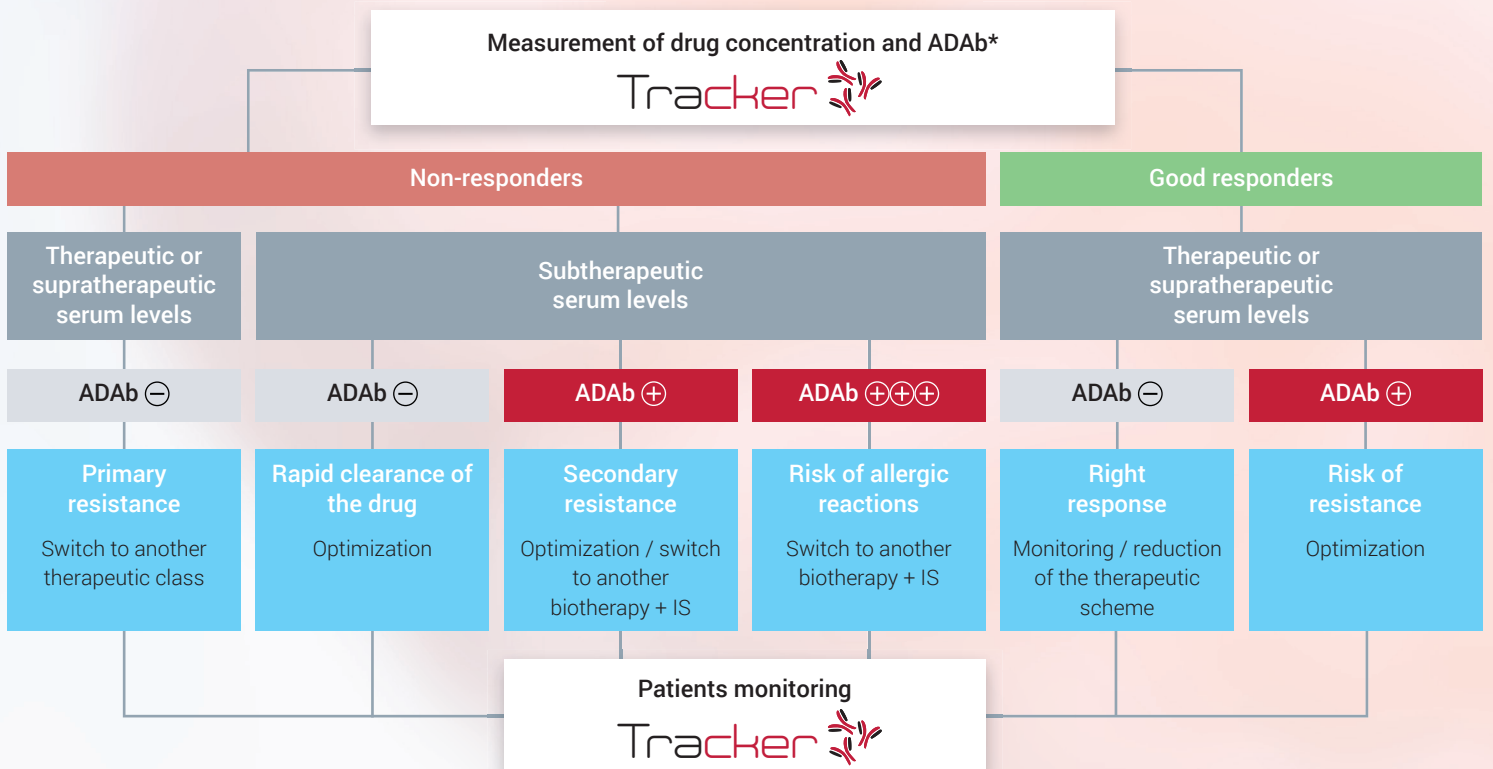 Measurement of drug concentration and ADAb*
Tracker
Non-responders
Good responders
Therapeutic or
supratherapeutic
serum levels
Subtherapeutic
serum levels
Therapeutic or
supratherapeutic
serum levels
ADAb ⊖
ADAb ⊖
ADAb ⊕
ADAb ⊕⊕⊕
ADAb ⊖
ADAb ⊕
Primary
resistance
Switch to another
therapeutic class
Rapid clearance of
the drug
Optimization
Secondary
resistance
Optimization / switch
to another
biotherapy + IS
Risk of allergic
reactions
Switch to another
biotherapy + IS
Right
response
Monitoring / reduction
of the therapeutic
scheme
Risk of
resistance
Optimization
Patients monitoring
Tracker